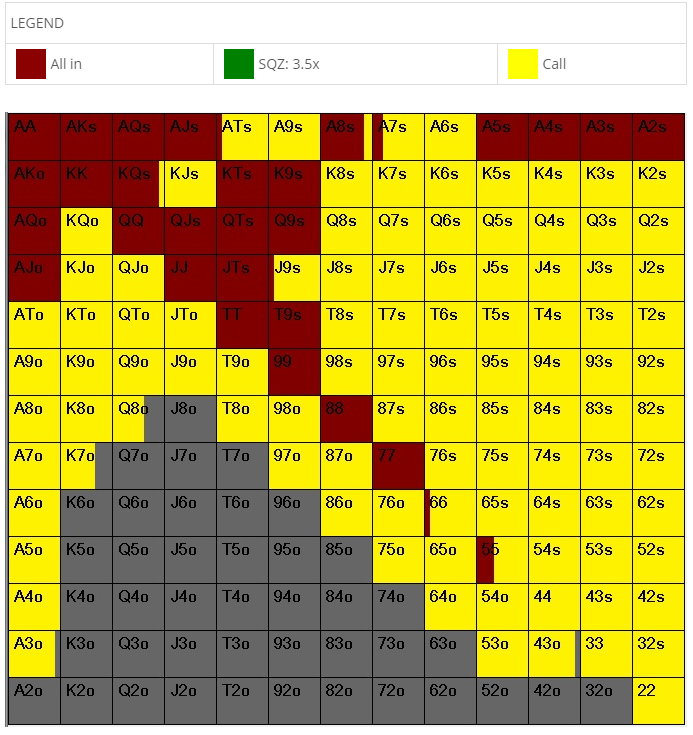 LEGEND
All in SQZ: 3.5x Call
AA AKs AQs AJs ATs A9s A8s A7s A6s A5s A4s A3s A2s
AKo KK KQs KJs KTs K9s K8s K7s K6s K5s K4s K3s K2s
AQo KQo QQ QJs QTs Q9s Q8s Q7s Q6s Q5s Q4s Q3s Q2s
AJo KJo QJo JJ JTs J9s J8s J7s J6s J5s J4s J3s J2s
ATo KTo QTo JTo TT T9s T8s T7s T6s T5s T4s T3s T2s
A9o K9o Q9o J9o T9o 99 98s 97s 96s 95s 94s 93s 92s
A8o K8o Q8o J8o T8o 98o 88 87s 86s 85s 84s 83s 82s
A7o K7o Q7o J7o T7o 97o 87o 77 76s 75s 74s 73s 72s
A6o K6o Q6o J6o T6o 96o 86o 76o 66 65s 64s 63s 62s
A5o K5o Q5o J5o T5o 95o 85o 75o 65o 55 54s 53s 52s
A4o K4o Q4o J4o T4o 94o 84o 74o 64o 54o 44 43s 42s
A3o K3o Q3o J3o T3o 93o 83o 73o 63o 53o 43o 33 32s
A2o K2o Q2o J2o T2o 92o 82o 72o 62o 52o 42o 32o 22